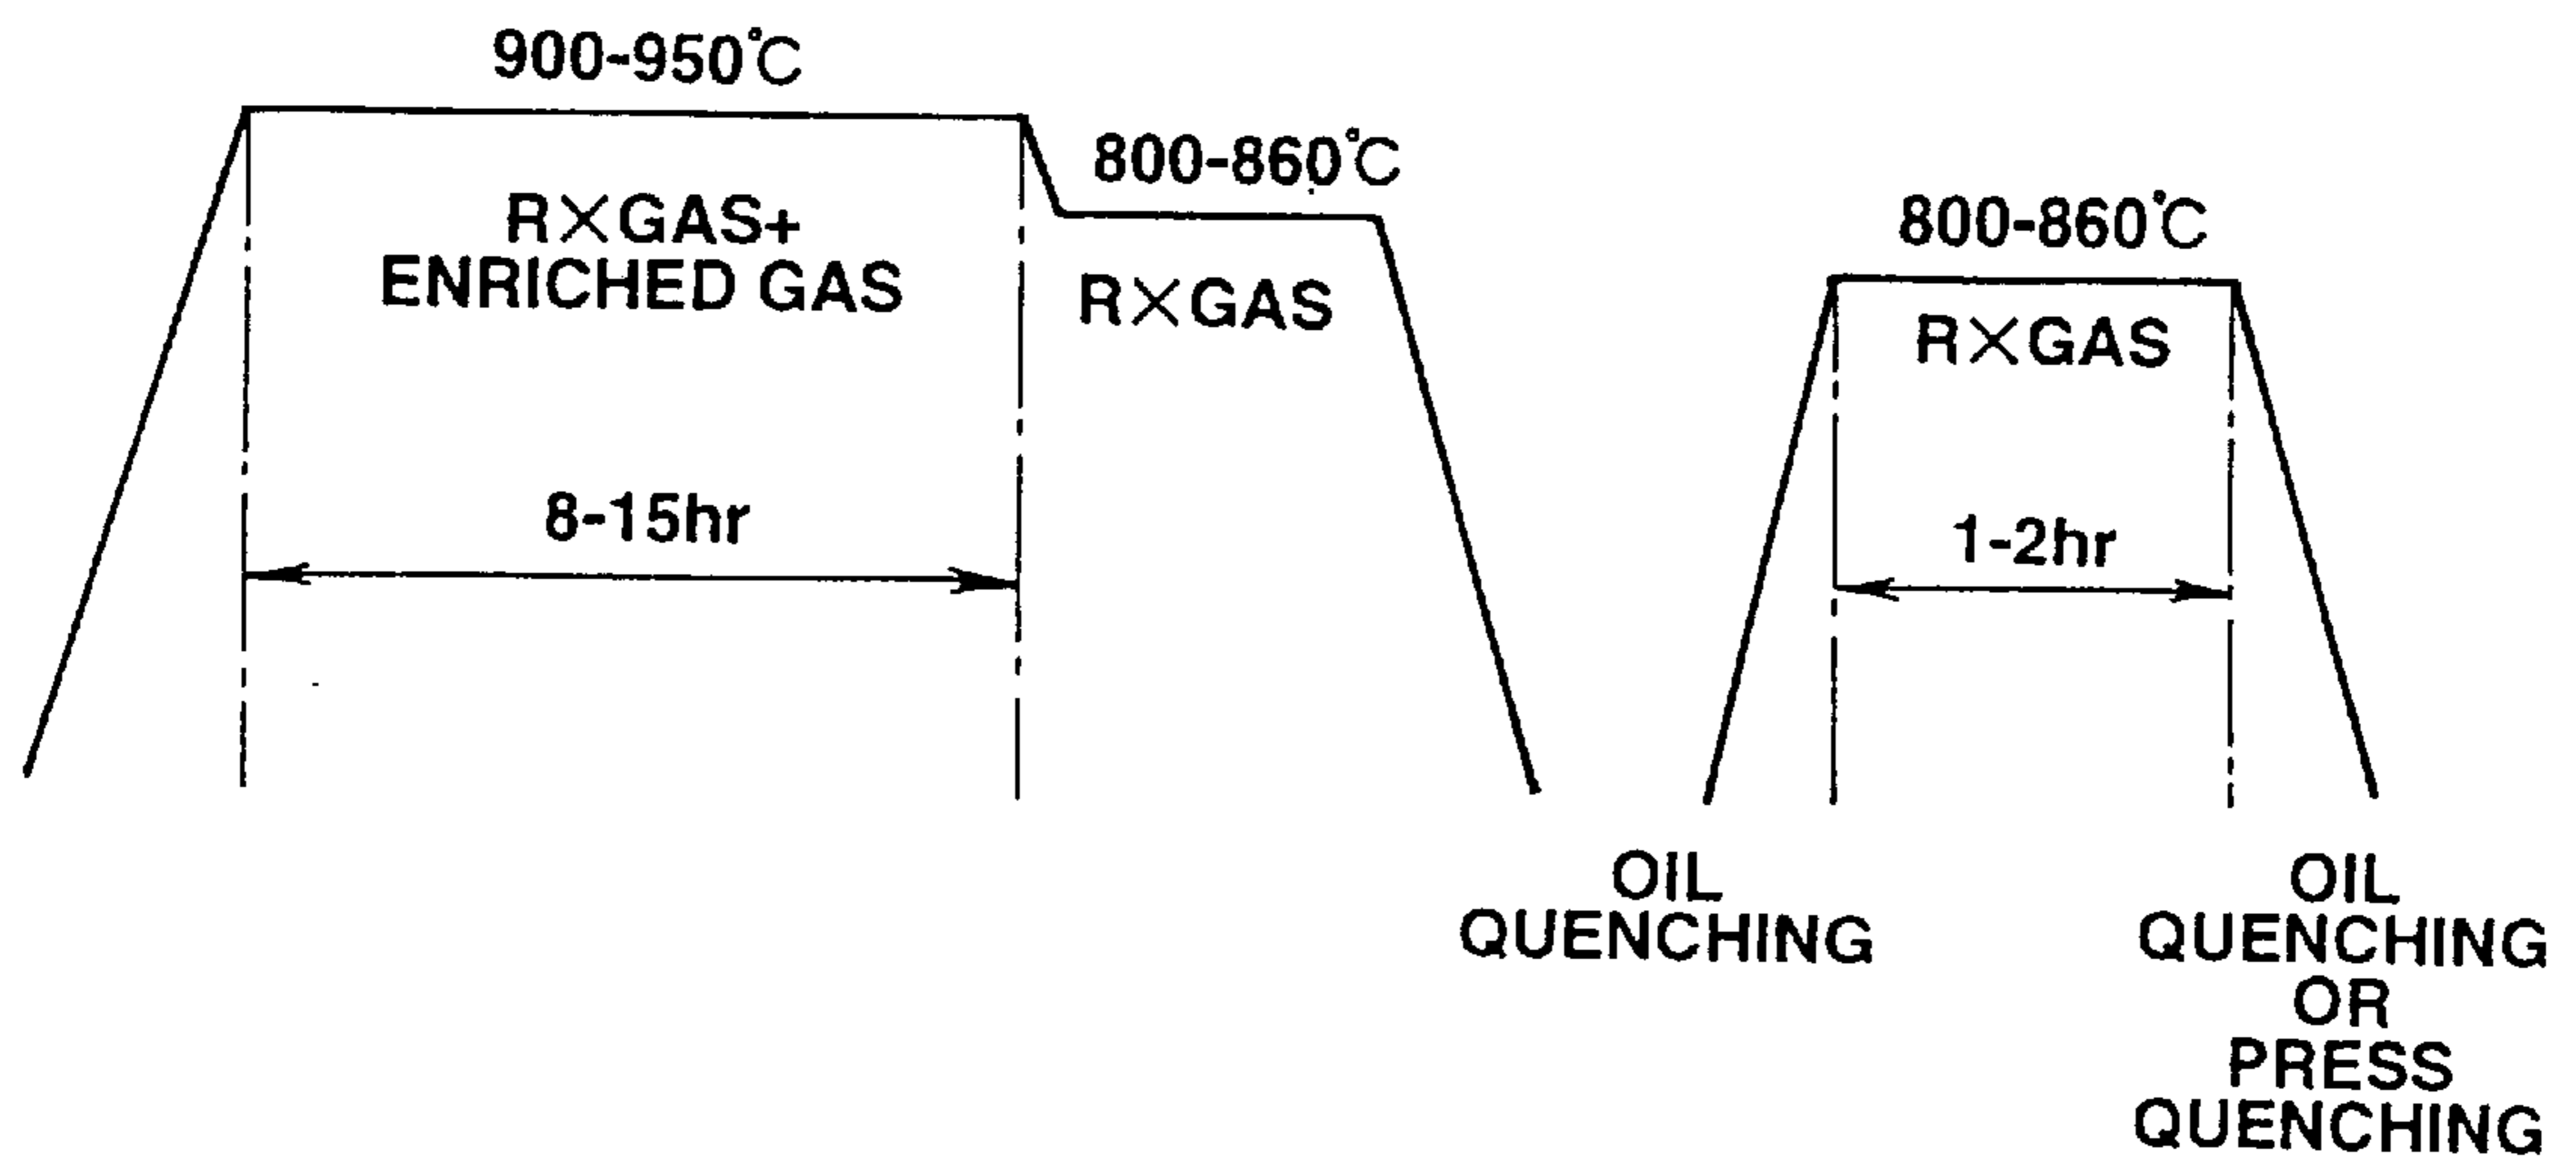 900-950℃
R×GAS+
ENRICHED GAS
8-15hr
800-860℃
R×GAS
800-860℃
R×GAS
1-2hr
OIL
QUENCHING
OIL
QUENCHING
OR
PRESS
QUENCHING